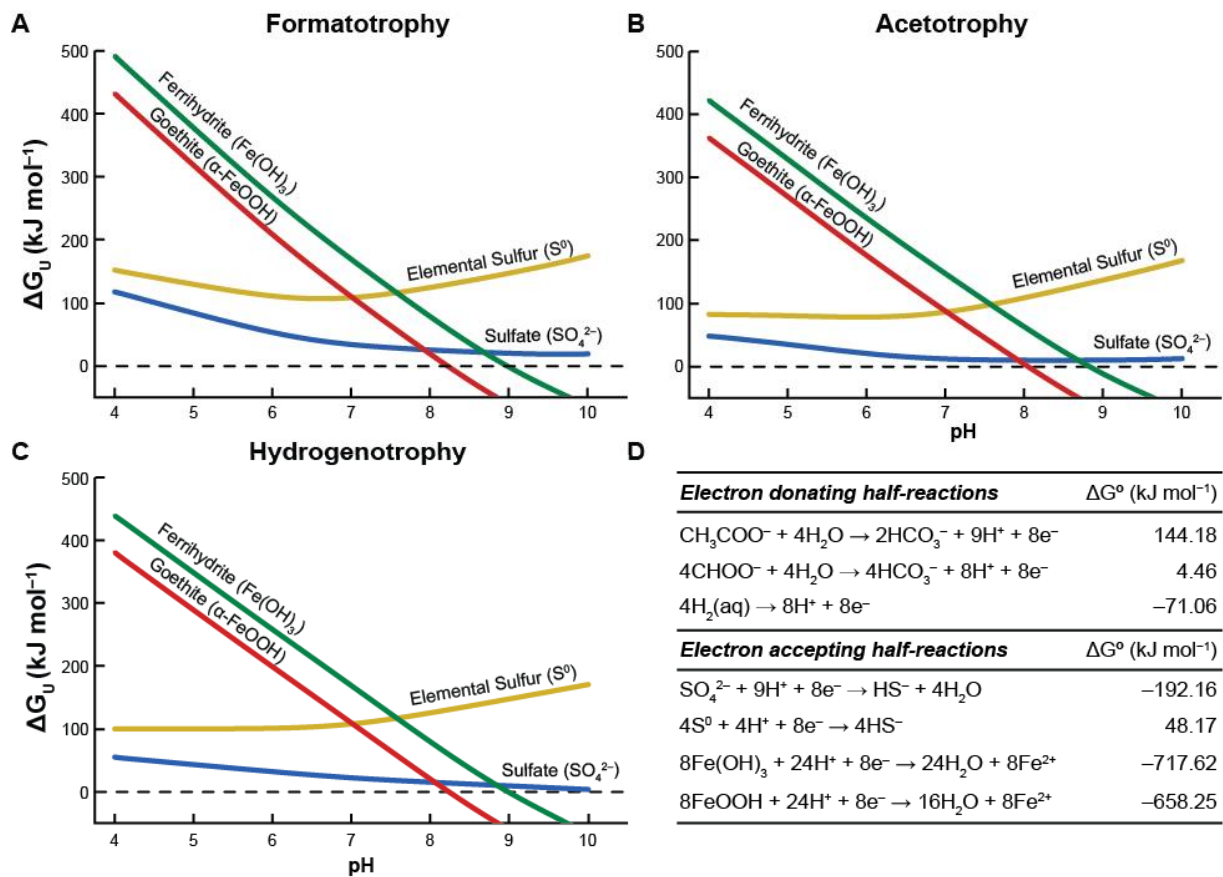 A
Formatotrophy
500
400
300
200
100
0
ΔG_U (kJ mol⁻¹)
Ferrihydrite (Fe(OH)₃)
Goethite (α-FeOOH)
Elemental Sulfur (S⁰)
Sulfate (SO₄²⁻)
4 5 6 7 8 9 10
B
Acetotrophy
500
400
300
200
100
0
Ferrihydrite (Fe(OH)₃)
Goethite (α-FeOOH)
Elemental Sulfur (S⁰)
Sulfate (SO₄²⁻)
4 5 6 7 8 9 10
pH
C
Hydrogenotrophy
500
400
300
200
100
0
ΔG_U (kJ mol⁻¹)
Ferrihydrite (Fe(OH)₃)
Goethite (α-FeOOH)
Elemental Sulfur (S⁰)
Sulfate (SO₄²⁻)
4 5 6 7 8 9 10
pH
D
Electron donating half-reactions ΔG⁰ (kJ mol⁻¹)
CH₃COO⁻ + 4H₂O → 2HCO₃⁻ + 9H⁺ + 8e⁻ 144.18
4CHOO⁻ + 4H₂O → 4HCO₃⁻ + 8H⁺ + 8e⁻ 4.46
4H₂(aq) → 8H⁺ + 8e⁻ –71.06
Electron accepting half-reactions ΔG⁰ (kJ mol⁻¹)
SO₄²⁻ + 9H⁺ + 8e⁻ → HS⁻ + 4H₂O –192.16
4S⁰ + 4H⁺ + 8e⁻ → 4HS⁻ 48.17
8Fe(OH)₃ + 24H⁺ + 8e⁻ → 24H₂O + 8Fe²⁺ –717.62
8FeOOH + 24H⁺ + 8e⁻ → 16H₂O + 8Fe²⁺ –658.25